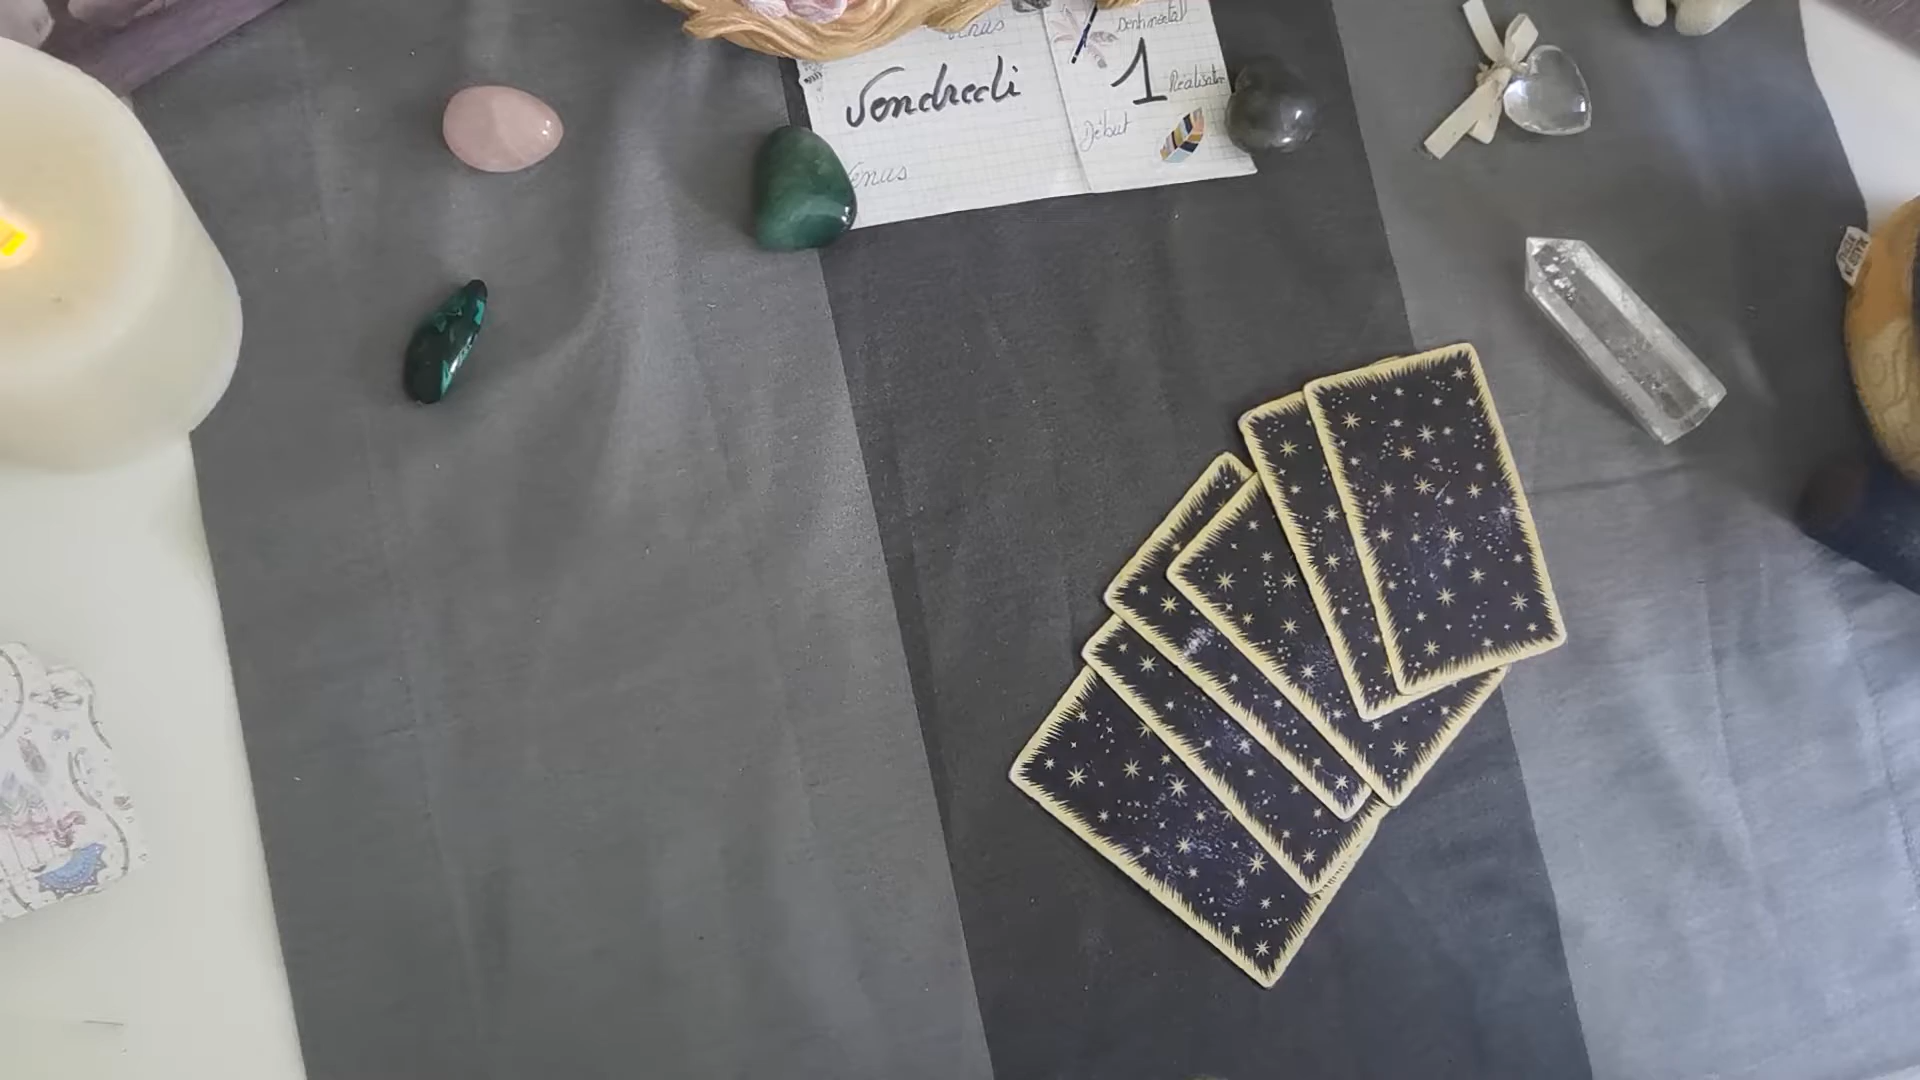 Vénus
Sentimental
Vendredi
1
Réalisation
Début
Vénus